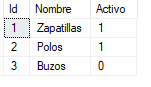 Id Nombre Activo
1 Zapatillas 1
2 Polos 1
3 Buzos 0